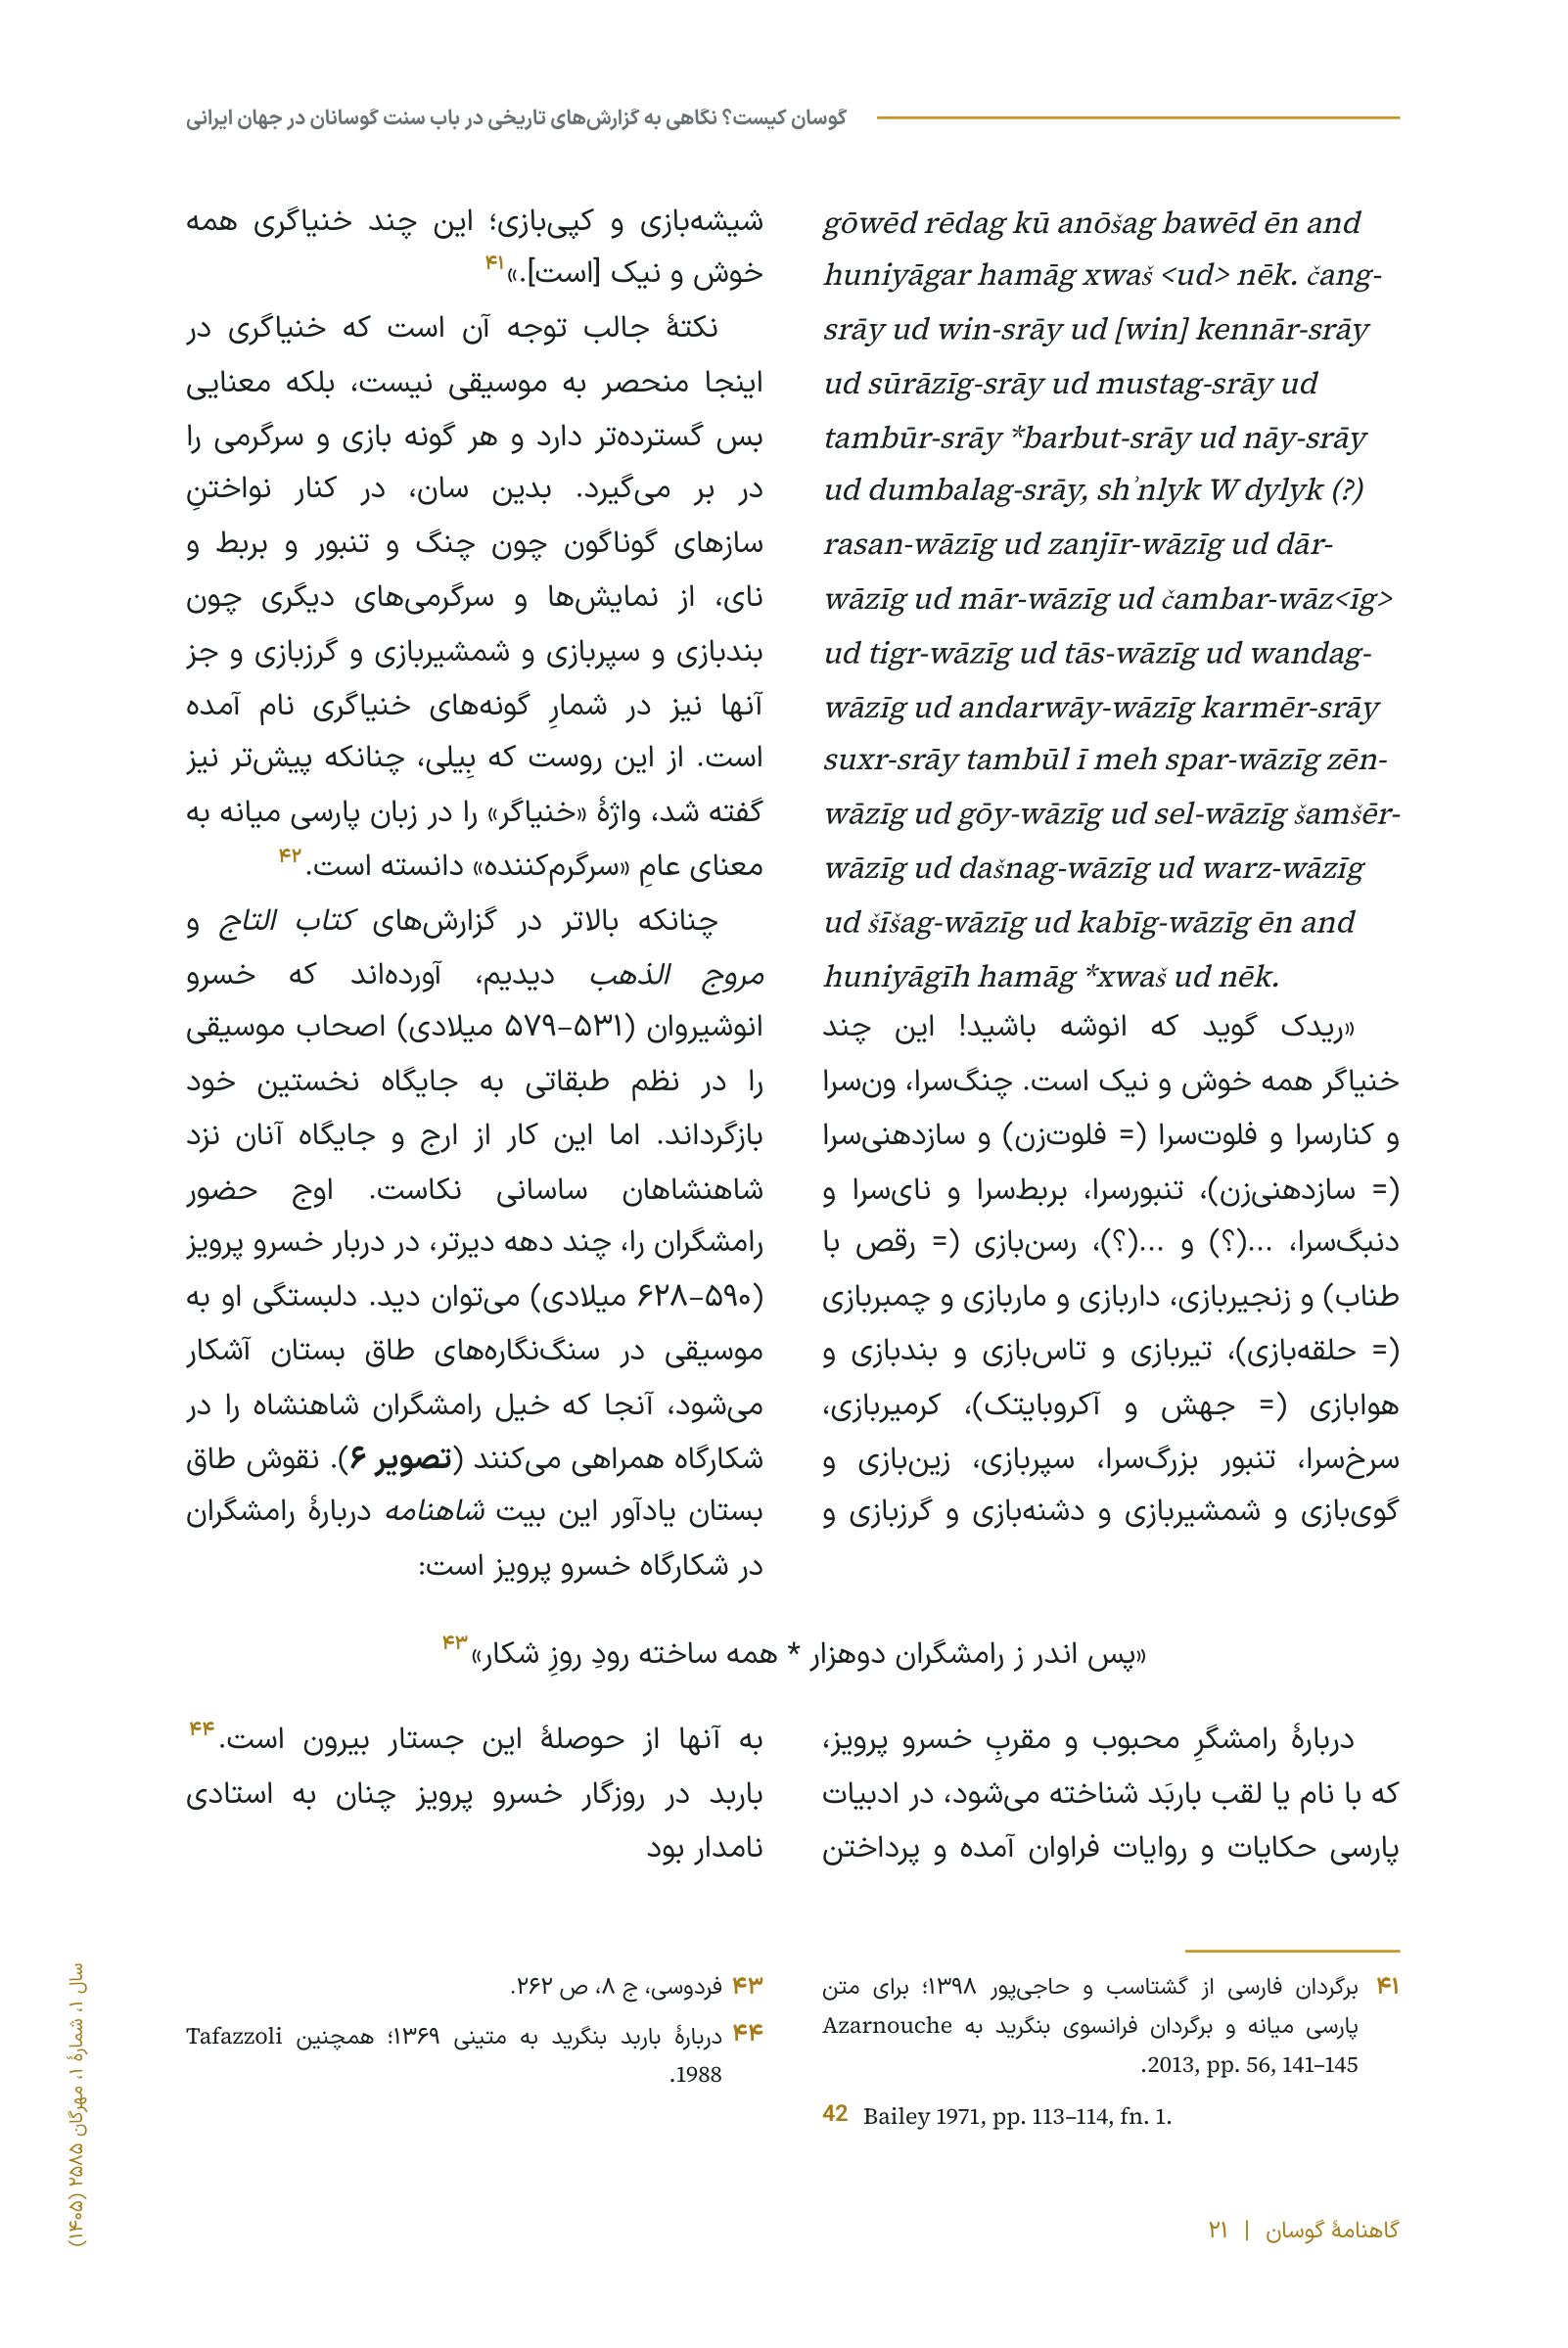 گوسان کیست؟ نگاهی به گزارش‌های تاریخی در باب سنت گوسانان در جهان ایرانی
gōwēd rēdag kū anōšag bawēd ēn and
huniyāgar hamāg xwaš <ud> nēk. čang-
srāy ud win-srāy ud [win] kennār-srāy
ud sūrāzīg-srāy ud mustag-srāy ud
tambūr-srāy *barbut-srāy ud nāy-srāy
ud dumbalag-srāy, shʾnlyk W dylyk (?)
rasan-wāzīg ud zanjīr-wāzīg ud dār-
wāzīg ud mār-wāzīg ud čambar-wāz<īg>
ud tigr-wāzīg ud tās-wāzīg ud wandag-
wāzīg ud andarwāy-wāzīg karmēr-srāy
suxr-srāy tambūl ī meh spar-wāzīg zēn-
wāzīg ud gōy-wāzīg ud sel-wāzīg šamšēr-
wāzīg ud dašnag-wāzīg ud warz-wāzīg
ud šīšag-wāzīg ud kabīg-wāzīg ēn and
huniyāgīh hamāg *xwaš ud nēk.
«ریدک گوید که انوشه باشید! این چند
خنیاگر همه خوش و نیک است. چنگ‌سرا، ون‌سرا
و کنارسرا و فلوت‌سرا (= فلوت‌زن) و سازدهنی‌سرا
(= سازدهنی‌زن)، تنبورسرا، بربط‌سرا و نای‌سرا و
دنبگ‌سرا، ...(؟) و ...(؟)، رسن‌بازی (= رقص با
طناب) و زنجیربازی، داربازی و ماربازی و چمبربازی
(= حلقه‌بازی)، تیربازی و تاس‌بازی و بندبازی و
هوابازی (= جهش و آکروبایتک)، کرمیربازی،
سرخ‌سرا، تنبور بزرگ‌سرا، سپربازی، زین‌بازی و
گوی‌بازی و شمشیربازی و دشنه‌بازی و گرزبازی و
شیشه‌بازی و کپی‌بازی؛ این چند خنیاگری همه
خوش و نیک [است].»۴۱
نکتهٔ جالب توجه آن است که خنیاگری در
اینجا منحصر به موسیقی نیست، بلکه معنایی
بس گسترده‌تر دارد و هر گونه بازی و سرگرمی را
در بر می‌گیرد. بدین سان، در کنار نواختنِ
سازهای گوناگون چون چنگ و تنبور و بربط و
نای، از نمایش‌ها و سرگرمی‌های دیگری چون
بندبازی و سپربازی و شمشیربازی و گرزبازی و جز
آنها نیز در شمارِ گونه‌های خنیاگری نام آمده
است. از این روست که بِیلی، چنانکه پیش‌تر نیز
گفته شد، واژهٔ «خنیاگر» را در زبان پارسی میانه به
معنای عامِ «سرگرم‌کننده» دانسته است.۴۲
چنانکه بالاتر در گزارش‌های کتاب التاج و
مروج الذهب دیدیم، آورده‌اند که خسرو
انوشیروان (۵۳۱–۵۷۹ میلادی) اصحاب موسیقی
را در نظم طبقاتی به جایگاه نخستین خود
بازگرداند. اما این کار از ارج و جایگاه آنان نزد
شاهنشاهان ساسانی نکاست. اوج حضور
رامشگران را، چند دهه دیرتر، در دربار خسرو پرویز
(۵۹۰–۶۲۸ میلادی) می‌توان دید. دلبستگی او به
موسیقی در سنگ‌نگاره‌های طاق بستان آشکار
می‌شود، آنجا که خیل رامشگران شاهنشاه را در
شکارگاه همراهی می‌کنند (تصویر ۶). نقوش طاق
بستان یادآور این بیت شاهنامه دربارهٔ رامشگران
در شکارگاه خسرو پرویز است:
«پس اندر ز رامشگران دوهزار * همه ساخته رودِ روزِ شکار»۴۳
دربارهٔ رامشگرِ محبوب و مقربِ خسرو پرویز،
که با نام یا لقب باربَد شناخته می‌شود، در ادبیات
پارسی حکایات و روایات فراوان آمده و پرداختن
به آنها از حوصلهٔ این جستار بیرون است.۴۴
باربد در روزگار خسرو پرویز چنان به استادی
نامدار بود
۴۱ برگردان فارسی از گشتاسب و حاجی‌پور ۱۳۹۸؛ برای متن
پارسی میانه و برگردان فرانسوی بنگرید به Azarnouche
2013, pp. 56, 141–145.
42 Bailey 1971, pp. 113–114, fn. 1.
۴۳ فردوسی، ج ۸، ص ۲۶۲.
۴۴ دربارهٔ باربد بنگرید به متینی ۱۳۶۹؛ همچنین Tafazzoli
1988.
سال ۱، شمارهٔ ۱، مهرگان ۲۵۸۵ (۱۴۰۵)
گاهنامهٔ گوسان | ۲۱